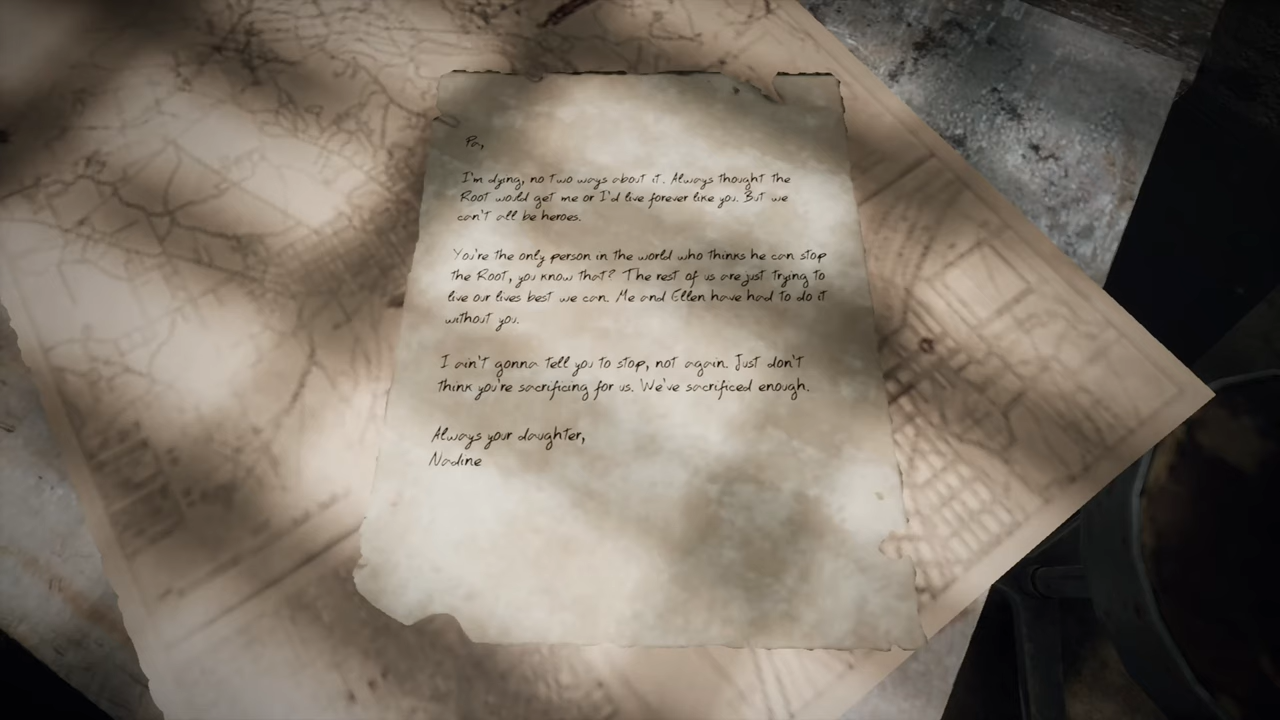 Pa,
I'm dying, no two ways about it. Always thought the
Root would get me or I'd live forever like you. But we
can't all be heroes.
You're the only person in the world who thinks he can stop
the Root, you know that? The rest of us are just trying to
live our lives best we can. Me and Ellen have had to do it
without you.
I ain't gonna tell you to stop, not again. Just don't
think you're sacrificing for us. We've sacrificed enough.
Always your daughter,
Nadine